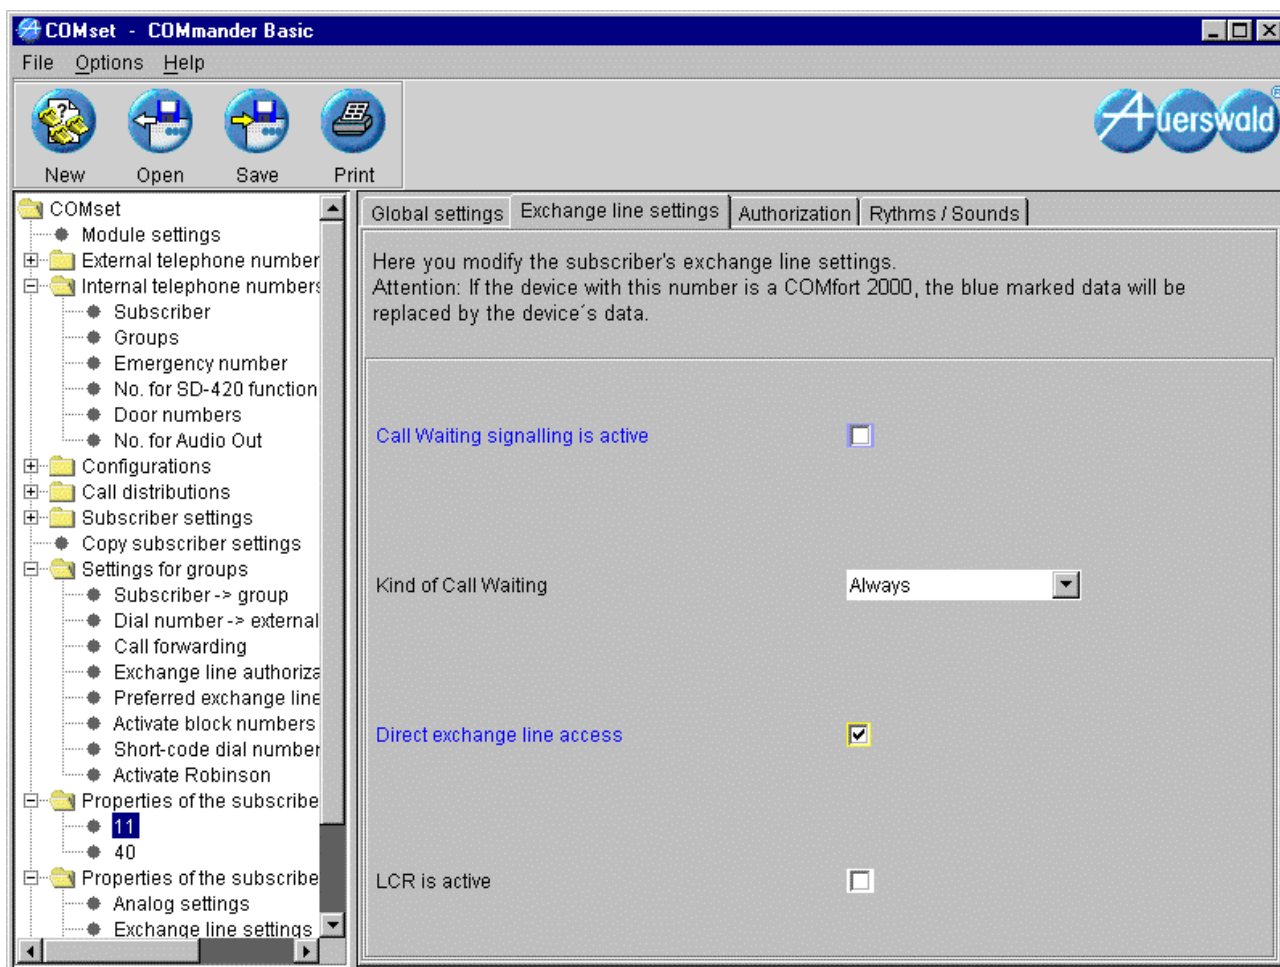 COMset - COMmander Basic
File Options Help
New Open Save Print
Auerswald ®
COMset
Module settings
External telephone number
Internal telephone numbers
Subscriber
Groups
Emergency number
No. for SD-420 function
Door numbers
No. for Audio Out
Configurations
Call distributions
Subscriber settings
Copy subscriber settings
Settings for groups
Subscriber -> group
Dial number -> external
Call forwarding
Exchange line authoriza
Preferred exchange line
Activate block numbers
Short-code dial number
Activate Robinson
Properties of the subscribe
11
40
Properties of the subscribe
Analog settings
Exchange line settings
Global settings Exchange line settings Authorization Rythms / Sounds
Here you modify the subscriber's exchange line settings.
Attention: If the device with this number is a COMfort 2000, the blue marked data will be
replaced by the device´s data.
Call Waiting signalling is active
Kind of Call Waiting Always
Direct exchange line access
LCR is active